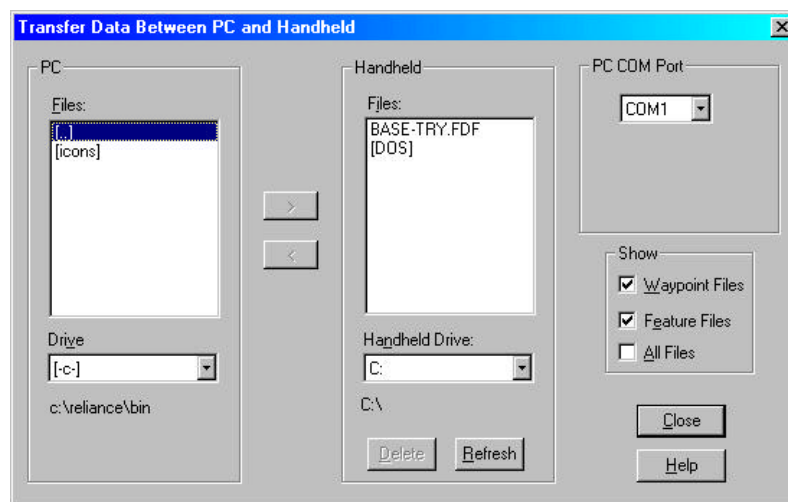 Transfer Data Between PC and Handheld
PC
Files:
[..]
[icons]
Drive
[-c-]
c:\reliance\bin
>
<
Handheld
Files:
BASE-TRY.FDF
[DOS]
Handheld Drive:
C:
C:\
Delete
Refresh
PC COM Port
COM1
Show
Waypoint Files
Feature Files
All Files
Close
Help